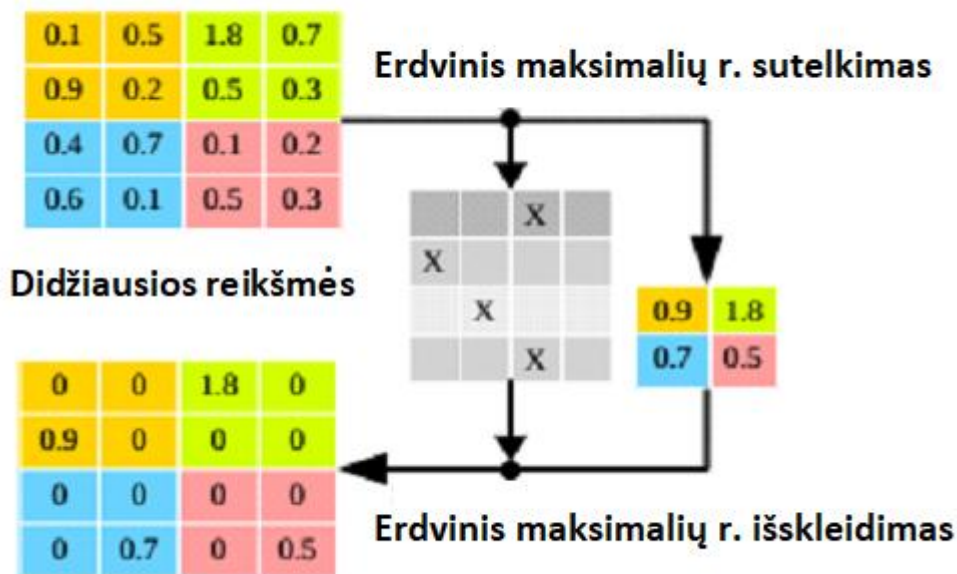 0.1 0.5 1.8 0.7
Erdvinis maksimalių r. sutelkimas
0.9 0.2 0.5 0.3
0.4 0.7 0.1 0.2
0.6 0.1 0.5 0.3
X
X
Didžiausios reikšmės
X
0.9 1.8
X
0.7 0.5
0 0 1.8 0
0.9 0 0 0
0 0 0 0
Erdvinis maksimalių r. išskleidimas
0 0.7 0 0.5